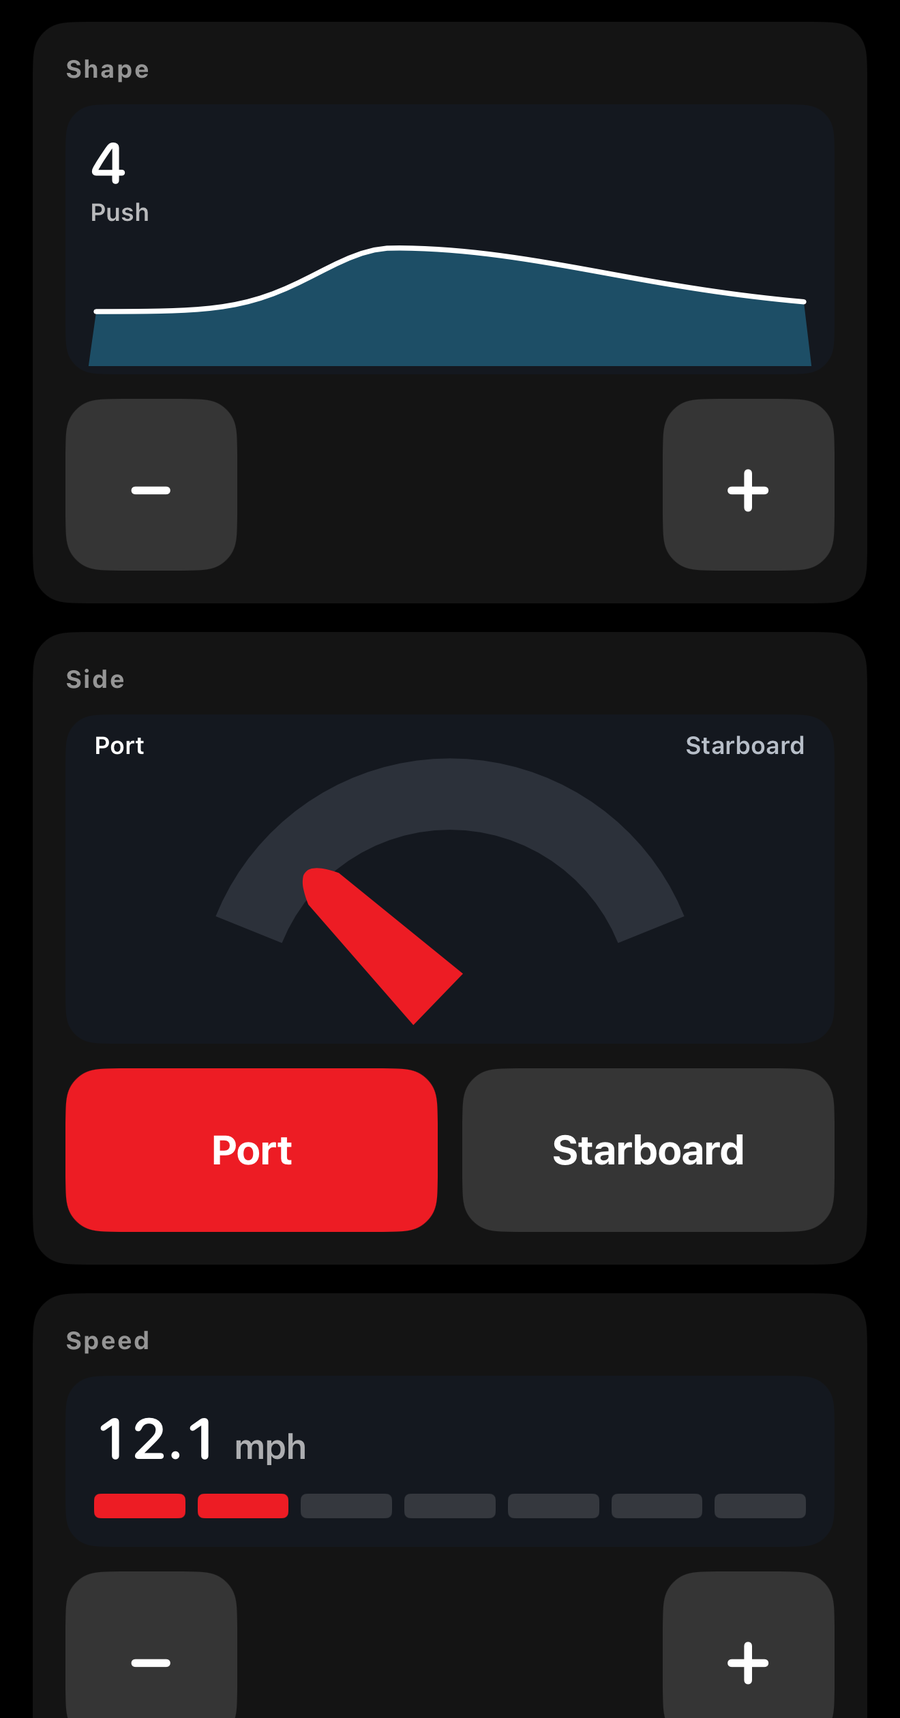 Shape
4
Push
−
+
Side
Port Starboard
Port Starboard
Speed
12.1 mph
−
+